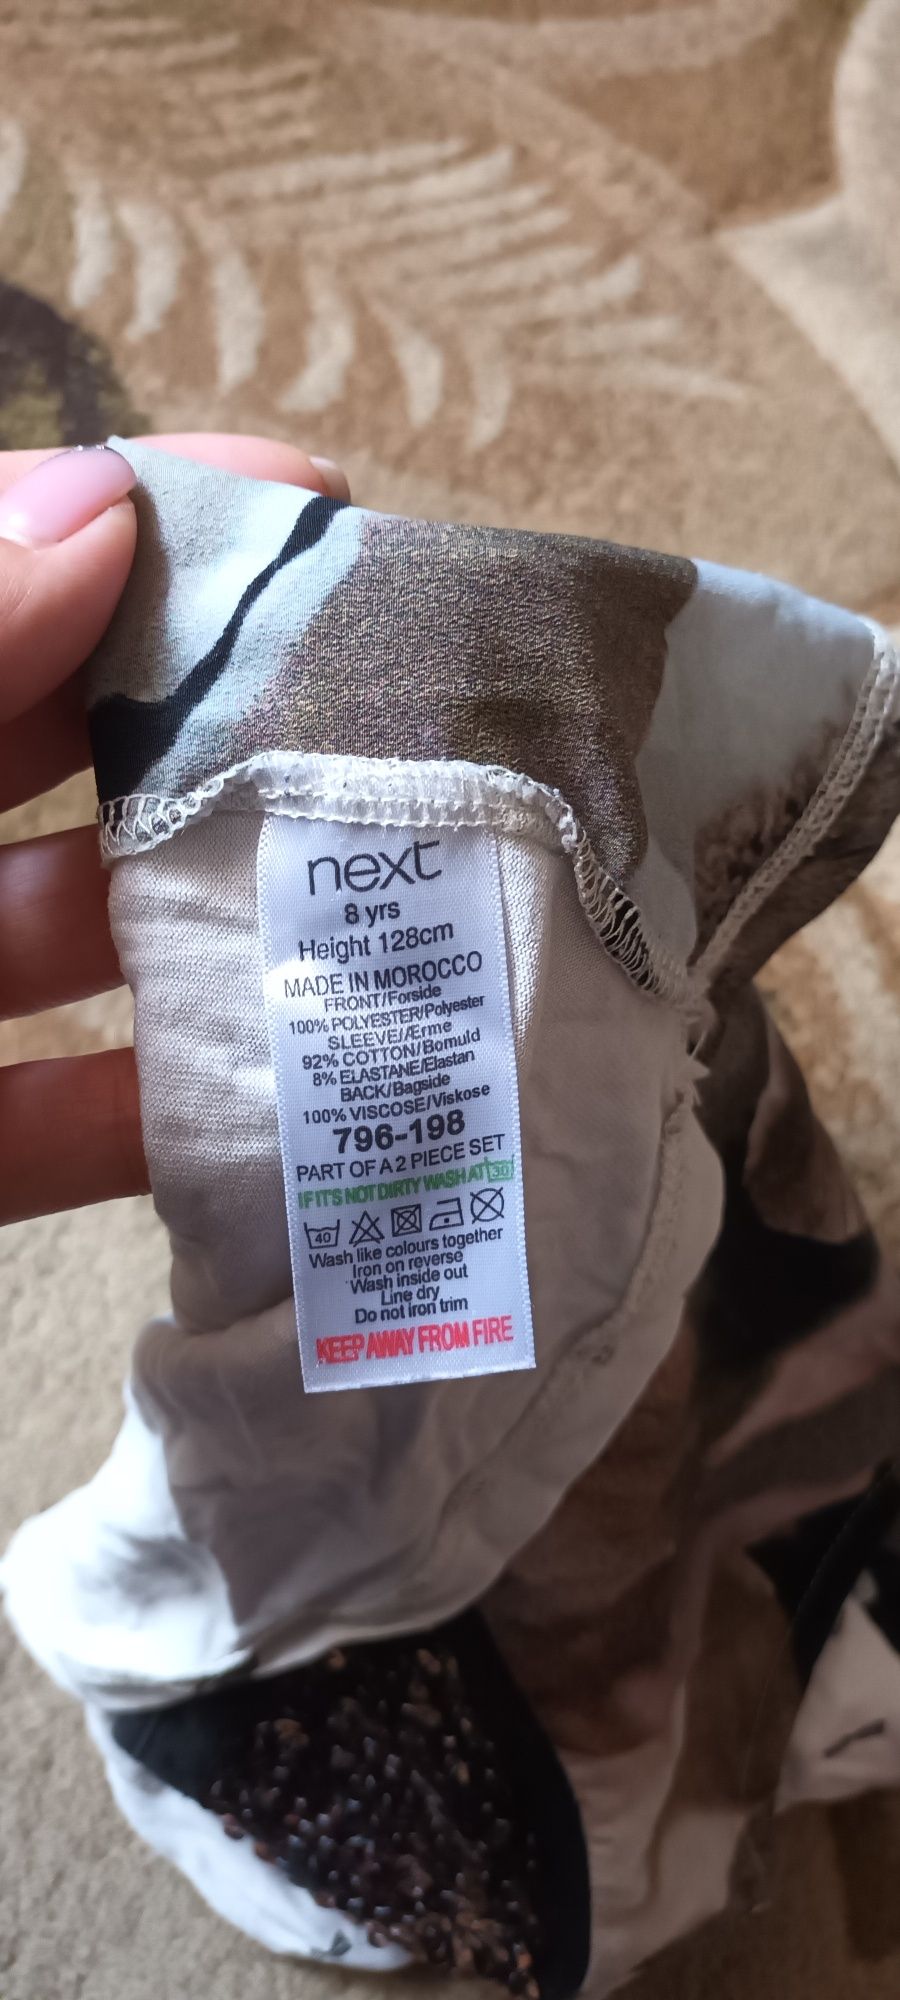 next
8 yrs
Height 128cm
MADE IN MOROCCO
FRONT/Forside
100% POLYESTER/Polyester
SLEEVE/Ærme
92% COTTON/Bomuld
8% ELASTANE/Elastan
BACK/Bagside
100% VISCOSE/Viskose
796-198
PART OF A 2 PIECE SET
IF IT'S NOT DIRTY WASH AT 30
40
Wash like colours together
Iron on reverse
Wash inside out
Line dry
Do not iron trim
KEEP AWAY FROM FIRE